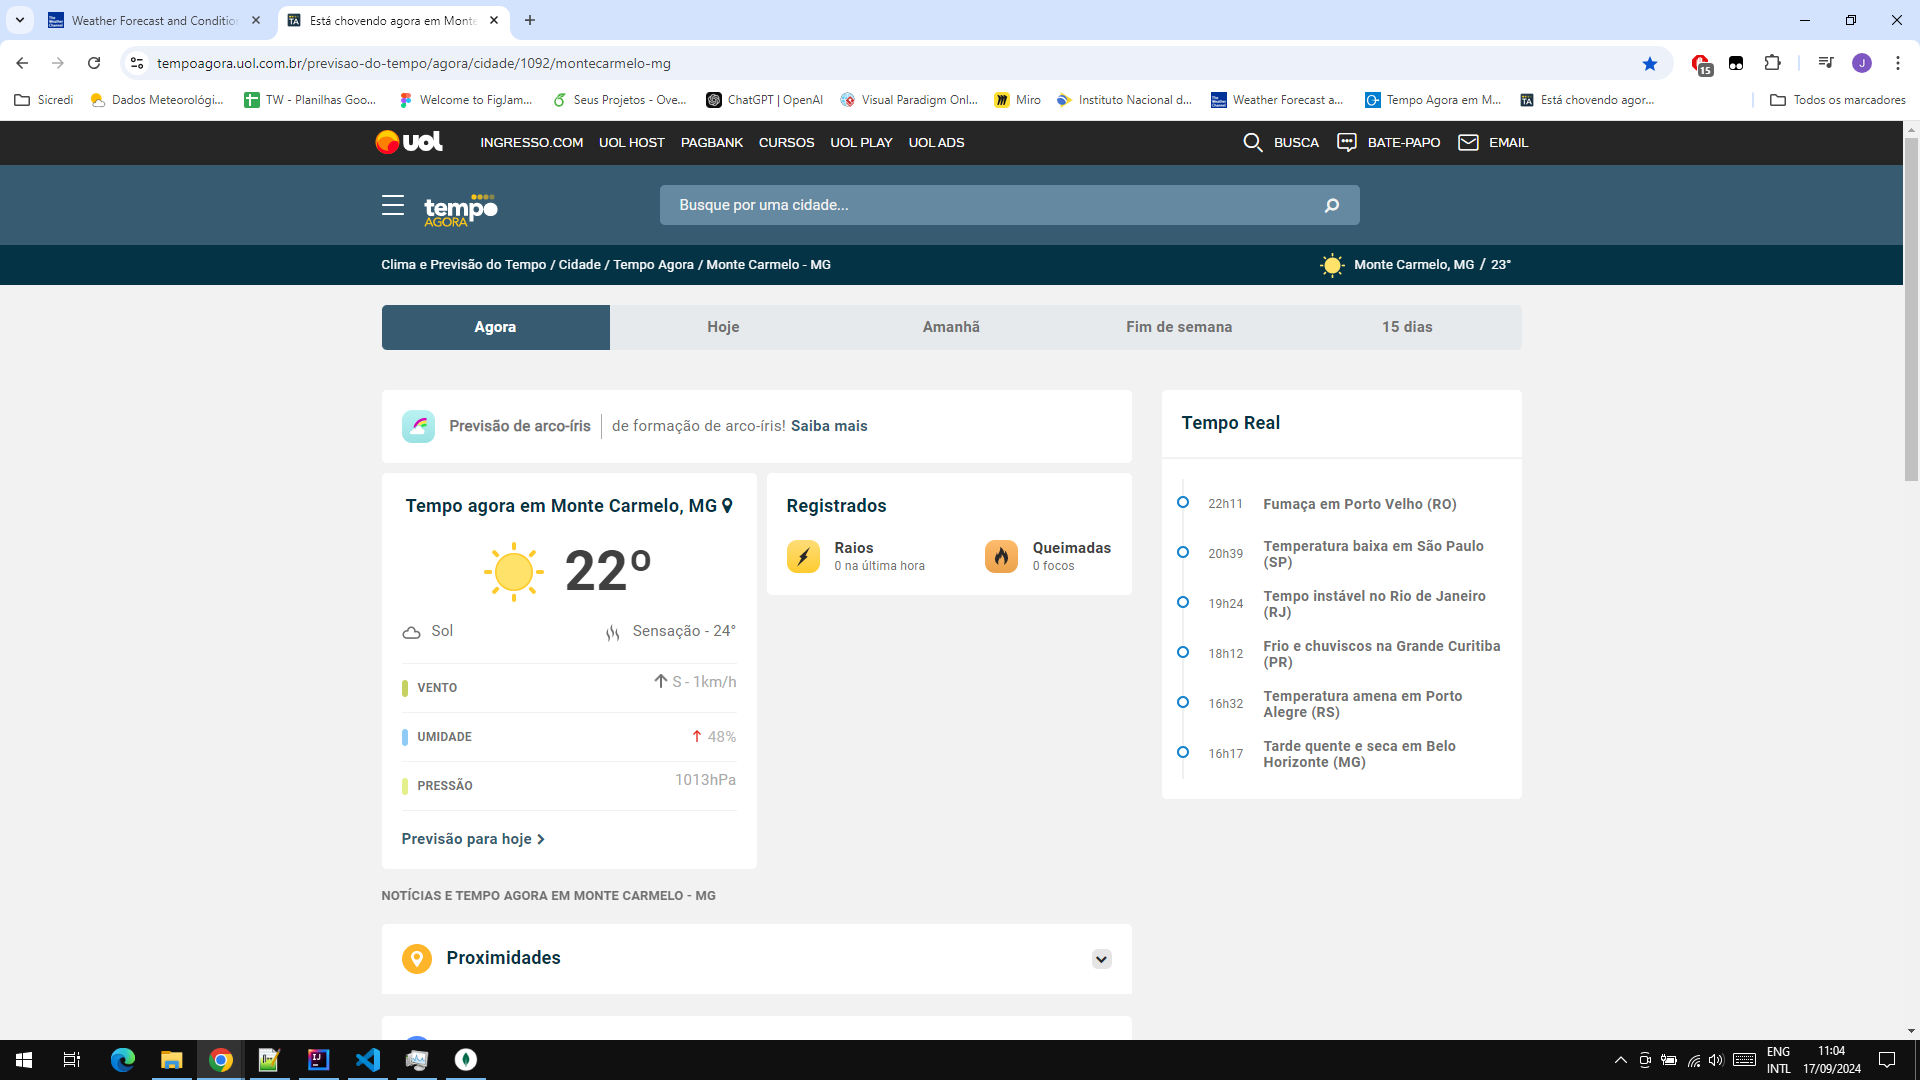 Weather Forecast and Conditio
Está chovendo agora em Monte
tempoagora.uol.com.br/previsao-do-tempo/agora/cidade/1092/montecarmelo-mg
15
J
Sicredi
Dados Meteorológi...
TW - Planilhas Goo...
Welcome to FigJam...
Seus Projetos - Ove...
ChatGPT | OpenAI
Visual Paradigm Onl...
Miro
Instituto Nacional d...
Weather Forecast a...
Tempo Agora em M...
Está chovendo agor...
Todos os marcadores
UOL
INGRESSO.COM
UOL HOST
PAGBANK
CURSOS
UOL PLAY
UOL ADS
BUSCA
BATE-PAPO
EMAIL
tempo
AGORA
Busque por uma cidade...
Clima e Previsão do Tempo / Cidade / Tempo Agora / Monte Carmelo - MG
Monte Carmelo, MG / 23°
Agora
Hoje
Amanhã
Fim de semana
15 dias
Previsão de arco-íris
de formação de arco-íris! Saiba mais
Tempo agora em Monte Carmelo, MG
22º
Sol
Sensação - 24°
VENTO
S - 1km/h
UMIDADE
48%
PRESSÃO
1013hPa
Previsão para hoje
Registrados
Raios
0 na última hora
Queimadas
0 focos
Tempo Real
22h11
Fumaça em Porto Velho (RO)
20h39
Temperatura baixa em São Paulo
(SP)
19h24
Tempo instável no Rio de Janeiro
(RJ)
18h12
Frio e chuviscos na Grande Curitiba
(PR)
16h32
Temperatura amena em Porto
Alegre (RS)
16h17
Tarde quente e seca em Belo
Horizonte (MG)
NOTÍCIAS E TEMPO AGORA EM MONTE CARMELO - MG
Proximidades
ENG
INTL
11:04
17/09/2024